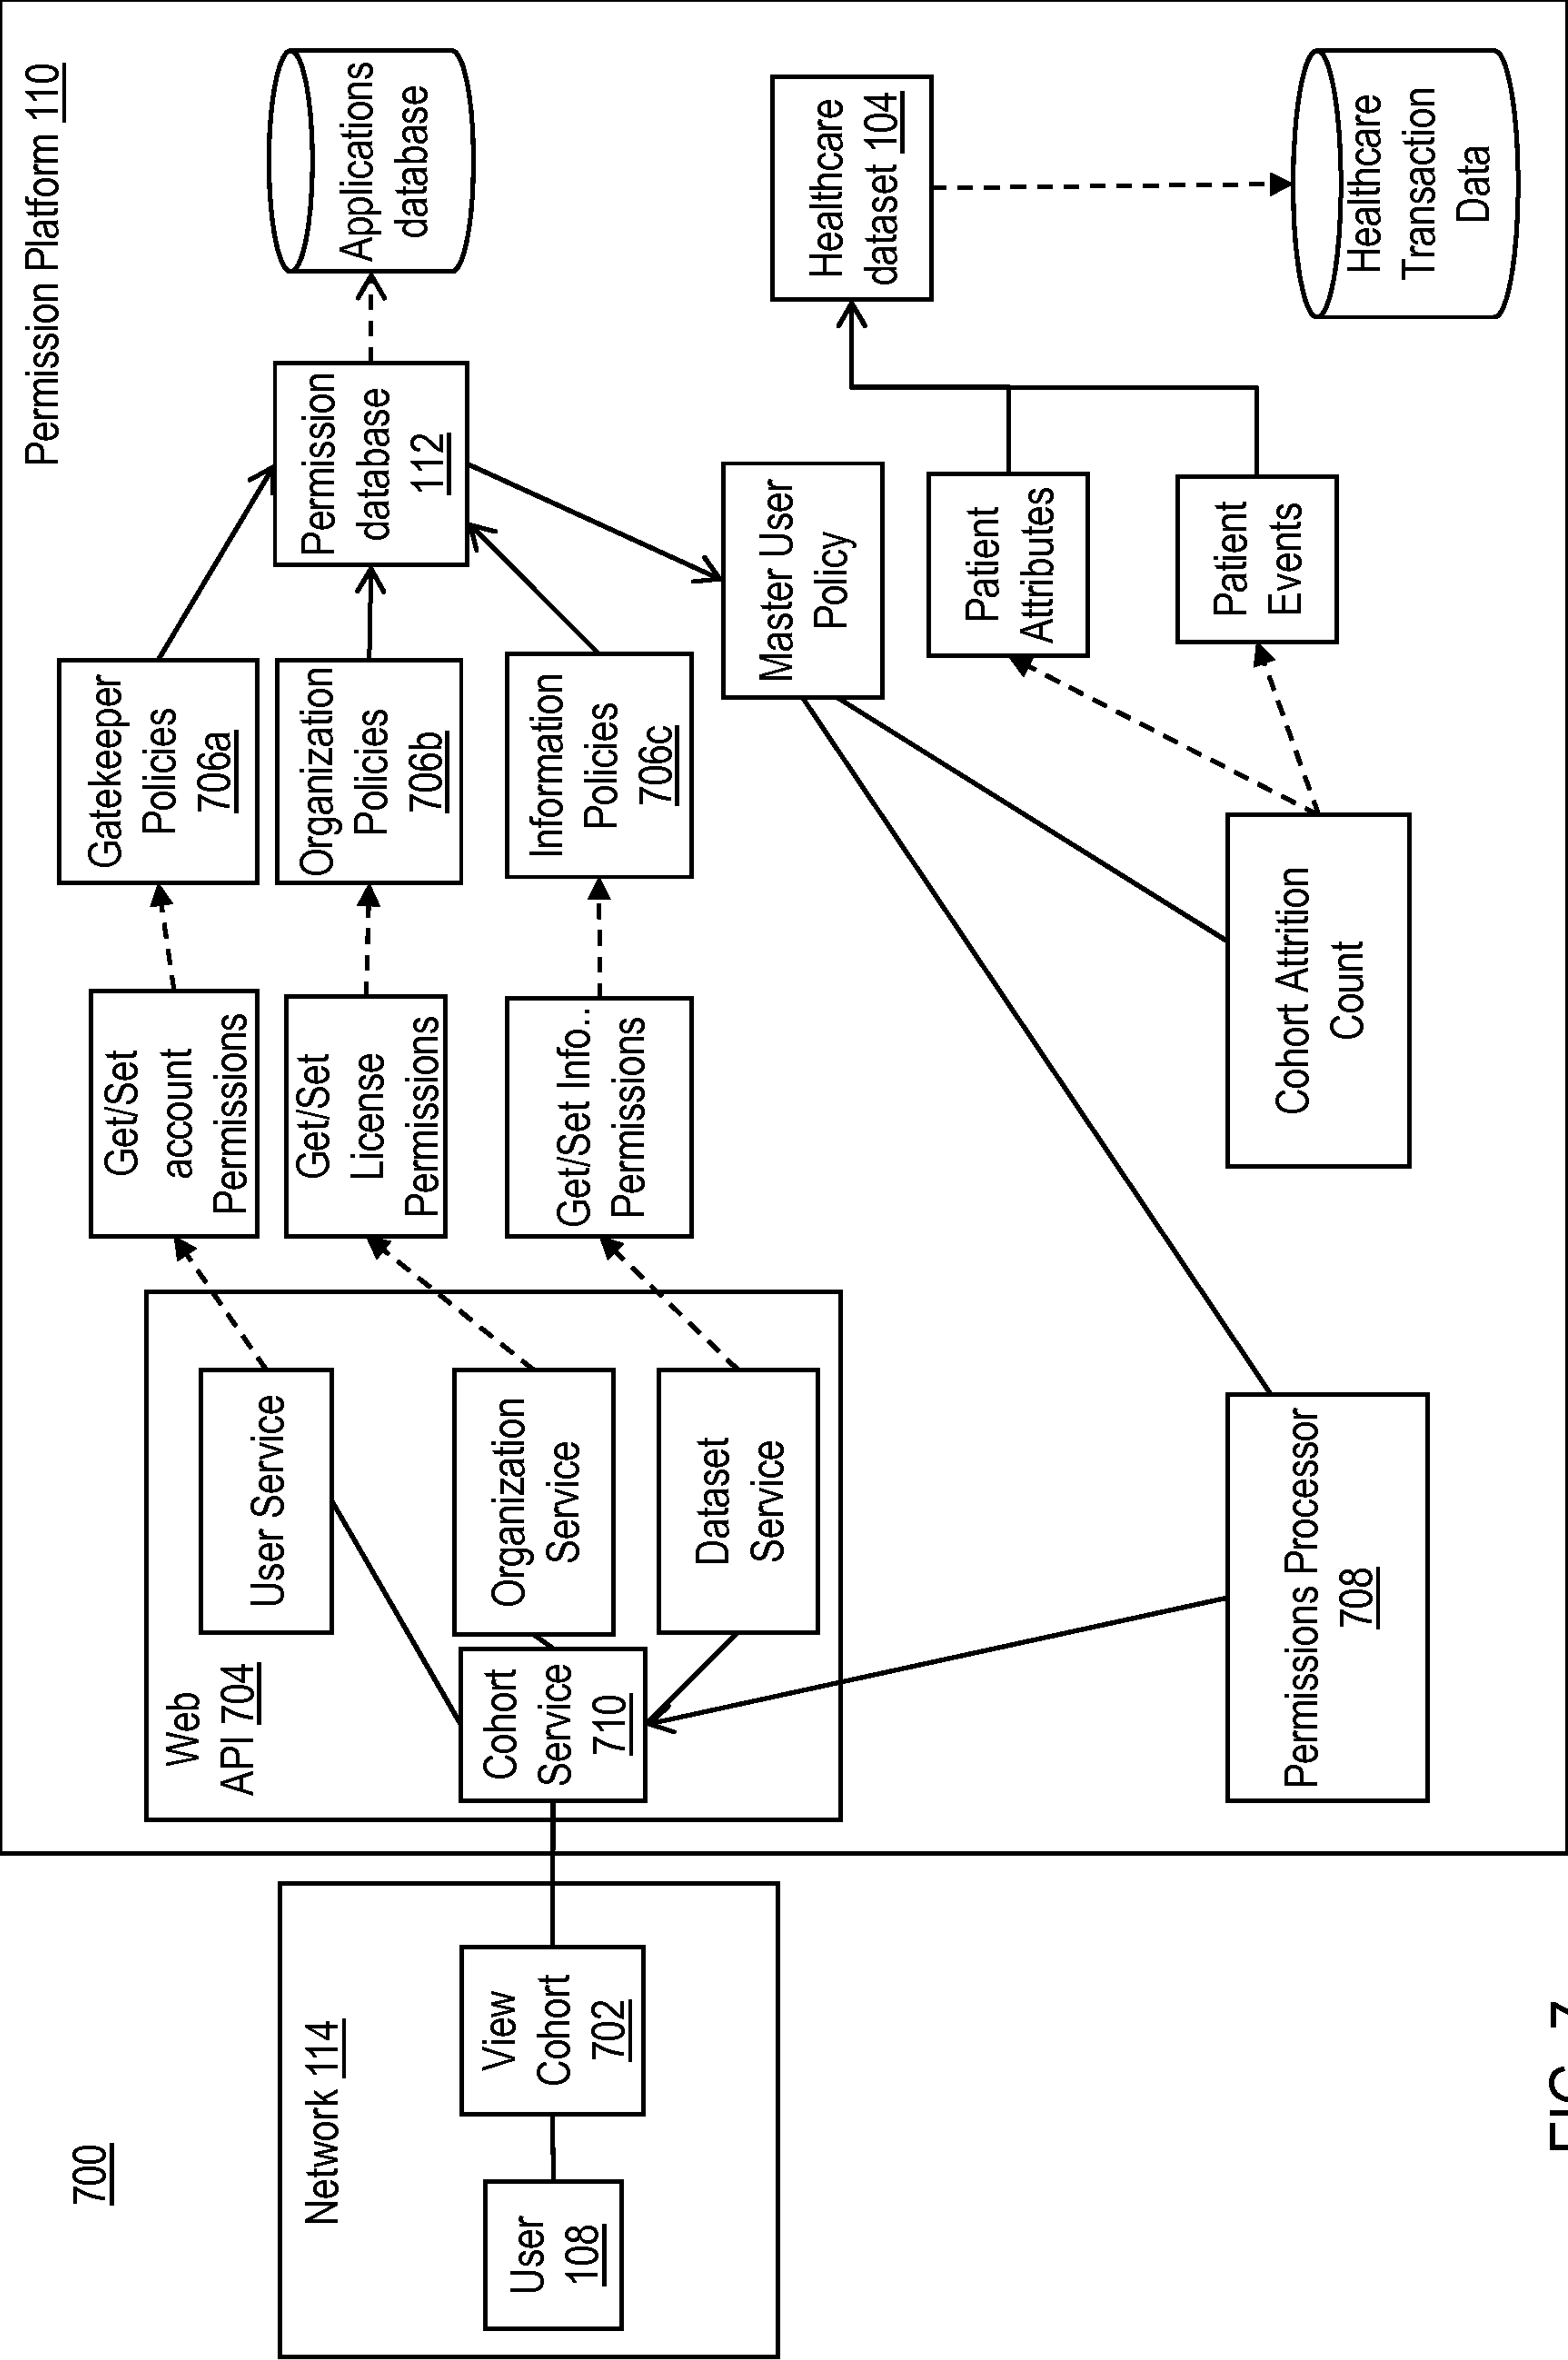 700
Network 114
User
108
View
Cohort
702
Permission Platform 110
Web
API 704
Cohort
Service
710
User Service
Organization
Service
Dataset
Service
Get/Set
account
Permissions
Get/Set
License
Permissions
Get/Set Info..
Permissions
Gatekeeper
Policies
706a
Organization
Policies
706b
Information
Policies
706c
Permission
database
112
Applications
database
Master User
Policy
Permissions Processor
708
Cohort Attrition
Count
Patient
Attributes
Patient
Events
Healthcare
dataset 104
Healthcare
Transaction
Data
FIG. 7